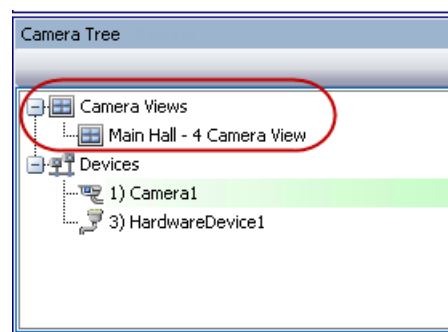 Camera Tree
Camera Views
Main Hall - 4 Camera View
Devices
1) Camera1
3) HardwareDevice1